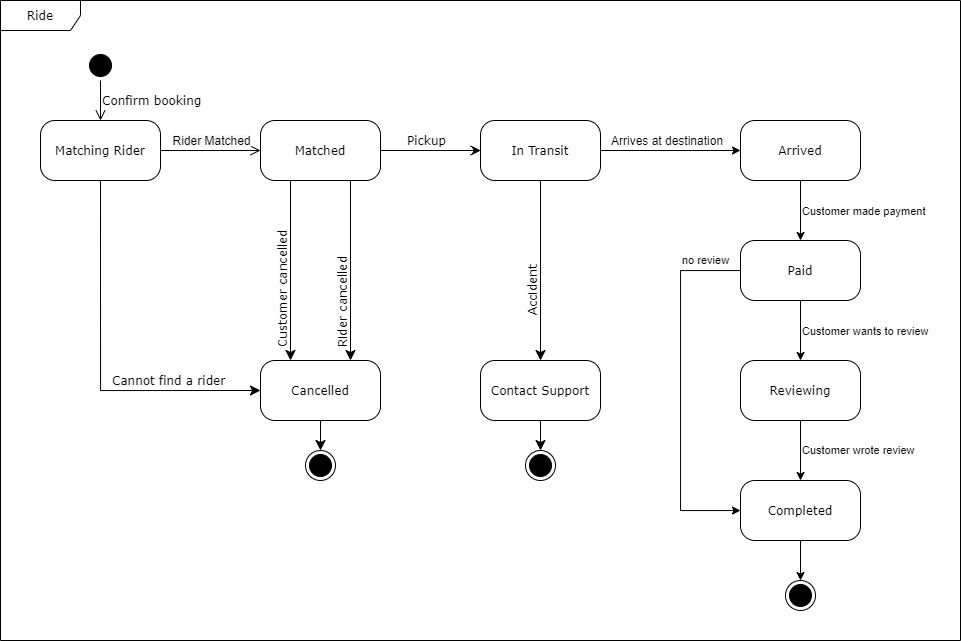 Ride
Confirm booking
Matching Rider
Rider Matched
Matched
Pickup
In Transit
Arrives at destination
Arrived
Customer made payment
Customer cancelled
Rider cancelled
Accident
no review
Paid
Customer wants to review
Cannot find a rider
Cancelled
Contact Support
Reviewing
Customer wrote review
Completed